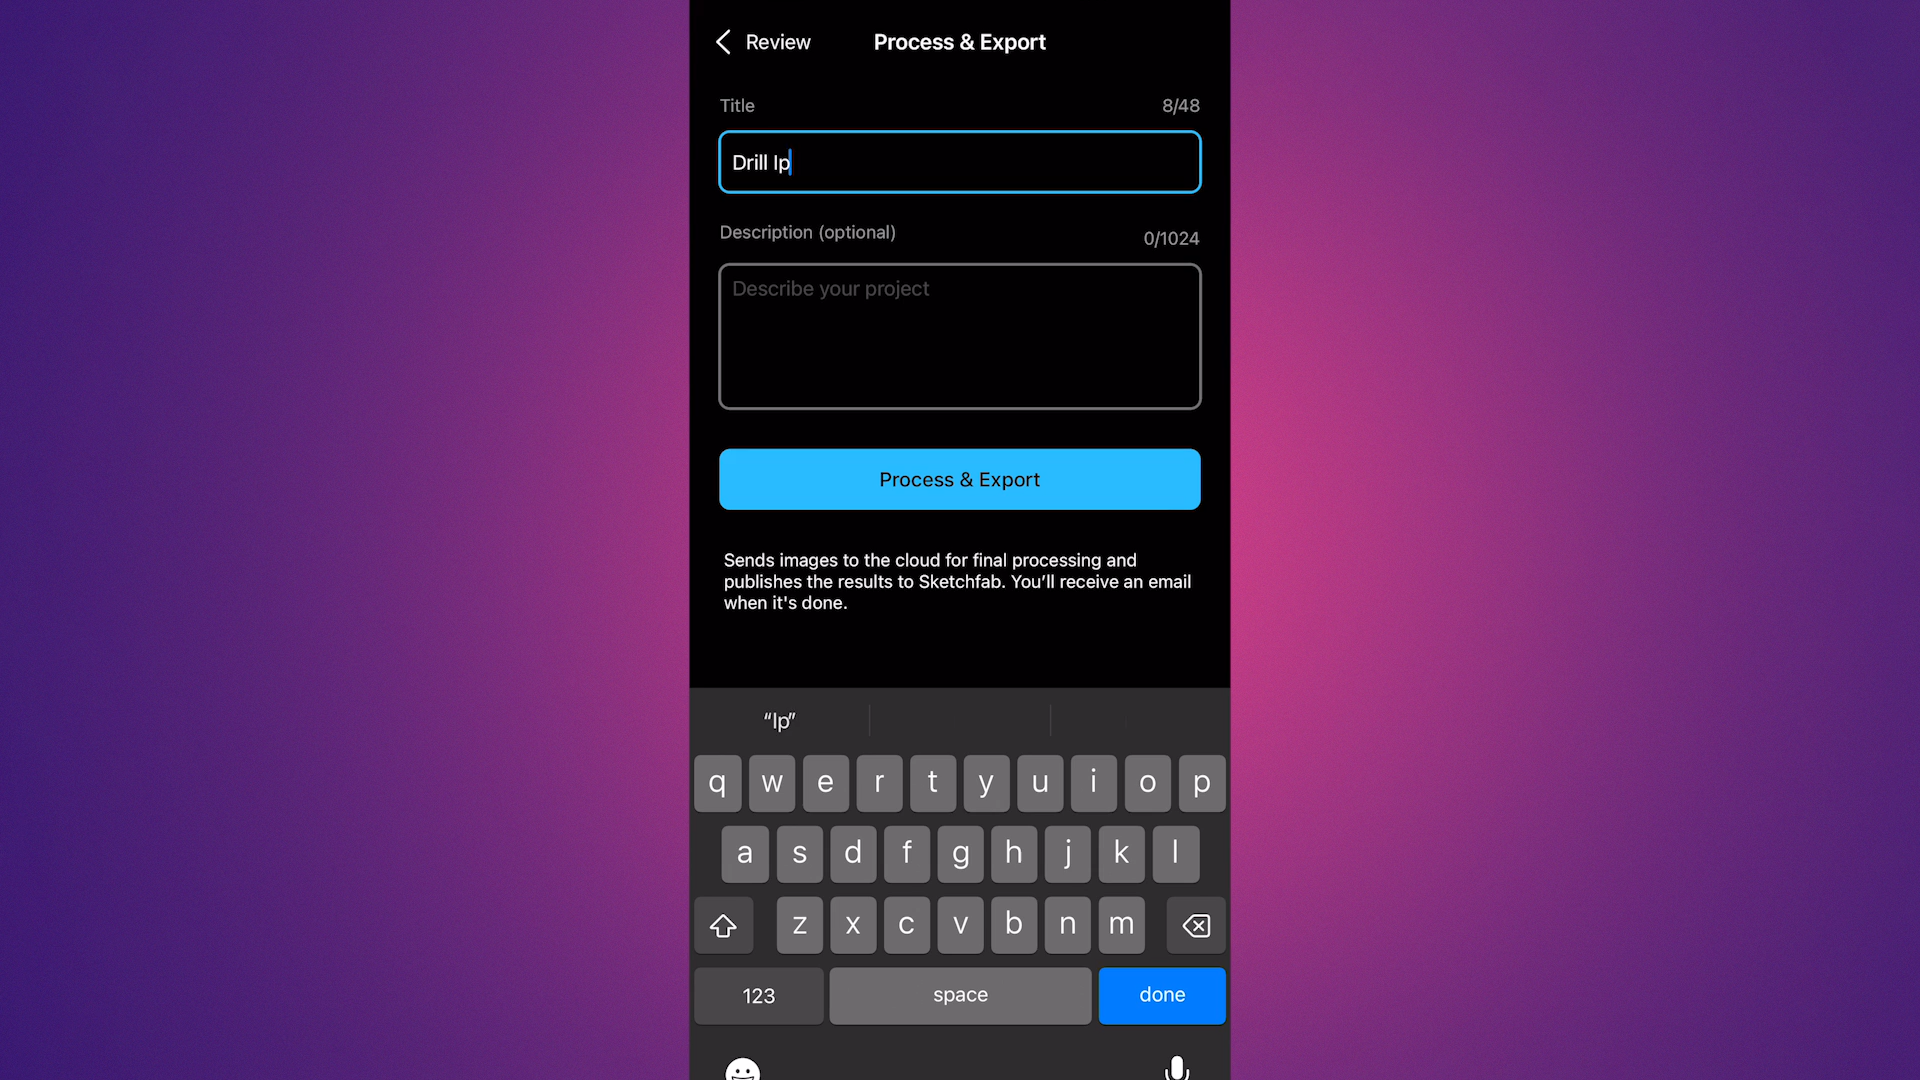 Review
Process & Export
Title
8/48
Drill lp
Description (optional)
0/1024
Describe your project
Process & Export
Sends images to the cloud for final processing and
publishes the results to Sketchfab. You’ll receive an email
when it's done.
“lp”
q w e r t y u i o p
a s d f g h j k l
z x c v b n m
123
space
done